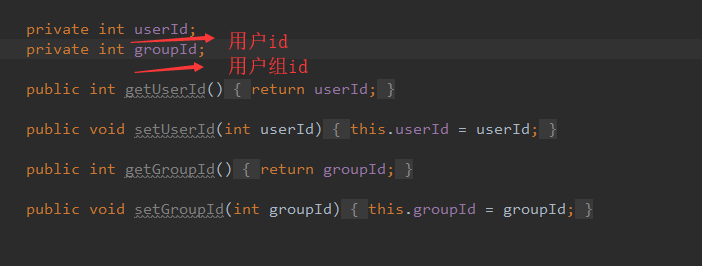 private int userId;
用户id
private int groupId;
用户组id
public int getUserId() { return userId; }
public void setUserId(int userId) { this.userId = userId; }
public int getGroupId() { return groupId; }
public void setGroupId(int groupId) { this.groupId = groupId; }